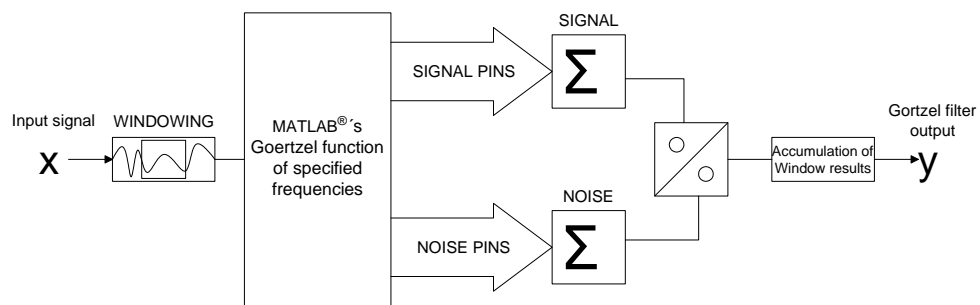 Input signal
x
WINDOWING
MATLAB®´s
Goertzel function
of specified
frequencies
SIGNAL PINS
NOISE PINS
SIGNAL
Σ
NOISE
Σ
Accumulation of
Window results
Gortzel filter
output
y